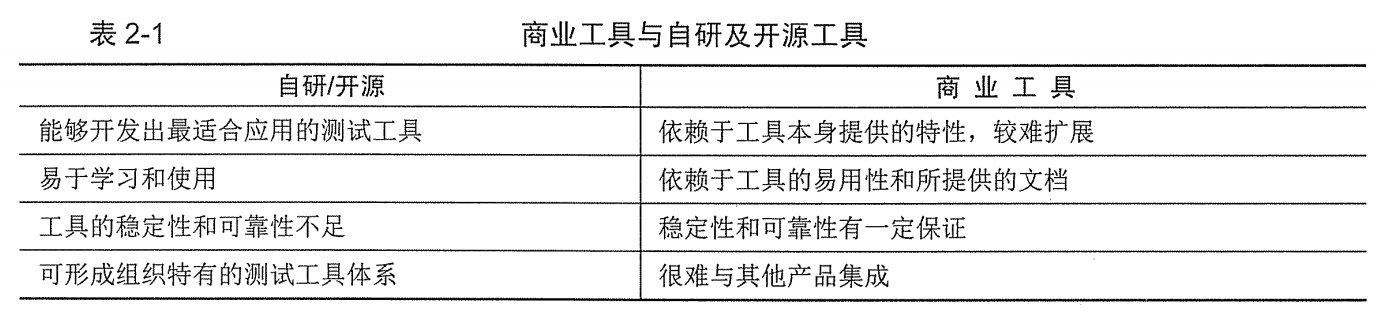 表 2-1 商业工具与自研及开源工具
自研/开源 商 业 工 具
能够开发出最适合应用的测试工具 依赖于工具本身提供的特性，较难扩展
易于学习和使用 依赖于工具的易用性和所提供的文档
工具的稳定性和可靠性不足 稳定性和可靠性有一定保证
可形成组织特有的测试工具体系 很难与其他产品集成